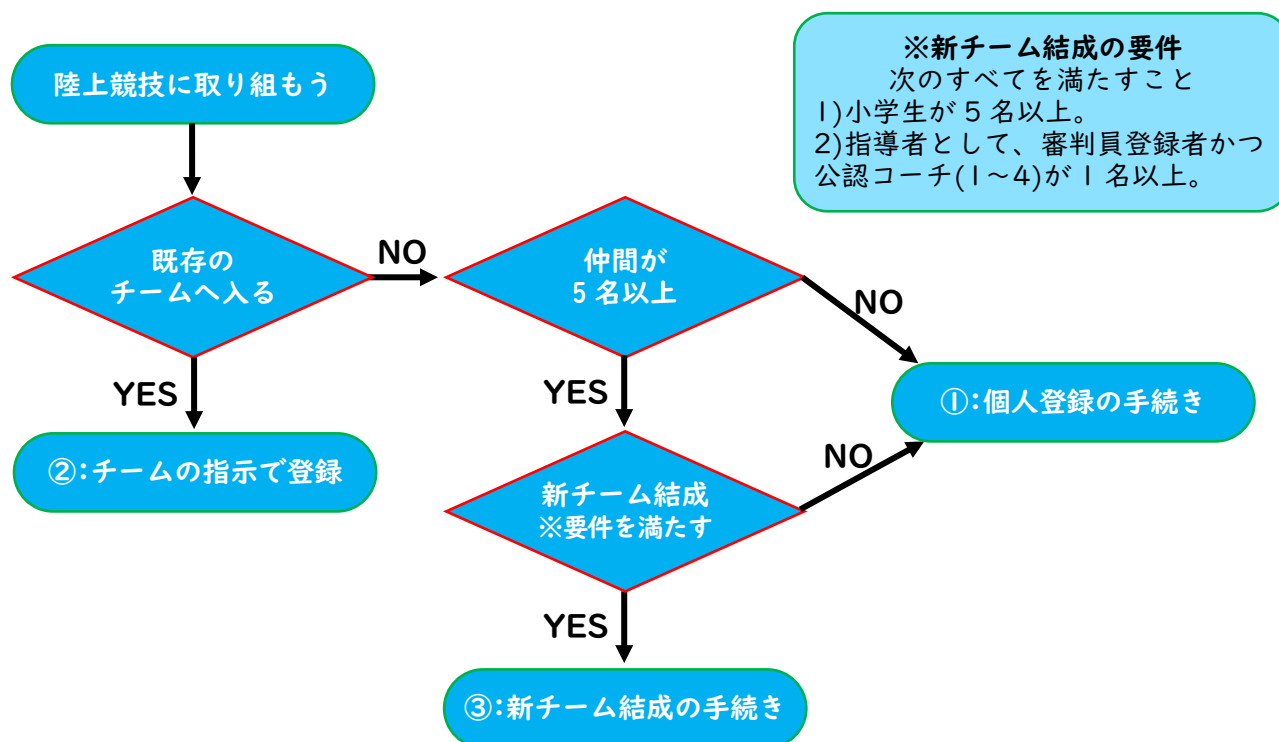 陸上競技に取り組もう
※新チーム結成の要件
次のすべてを満たすこと
1)小学生が 5 名以上。
2)指導者として、審判員登録者かつ
公認コーチ(1～4)が 1 名以上。
既存の
チームへ入る
NO
仲間が
5 名以上
NO
YES
YES
①:個人登録の手続き
②:チームの指示で登録
新チーム結成
※要件を満たす
NO
YES
③:新チーム結成の手続き